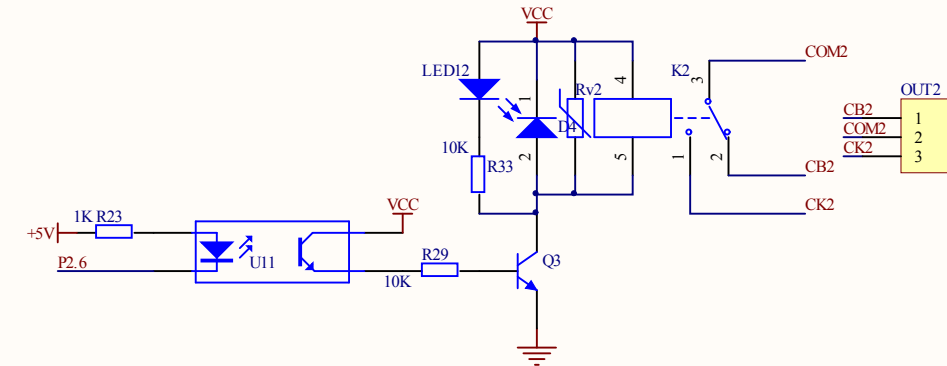 VCC
COM2
LED12
K2
3
4
OUT2
1
Rv2
CB2
1
D4
COM2
2
10K
CK2
3
R33
2
5
1
2
CB2
CK2
1K R23
VCC
+5V
U11
R29
Q3
P2.6
10K